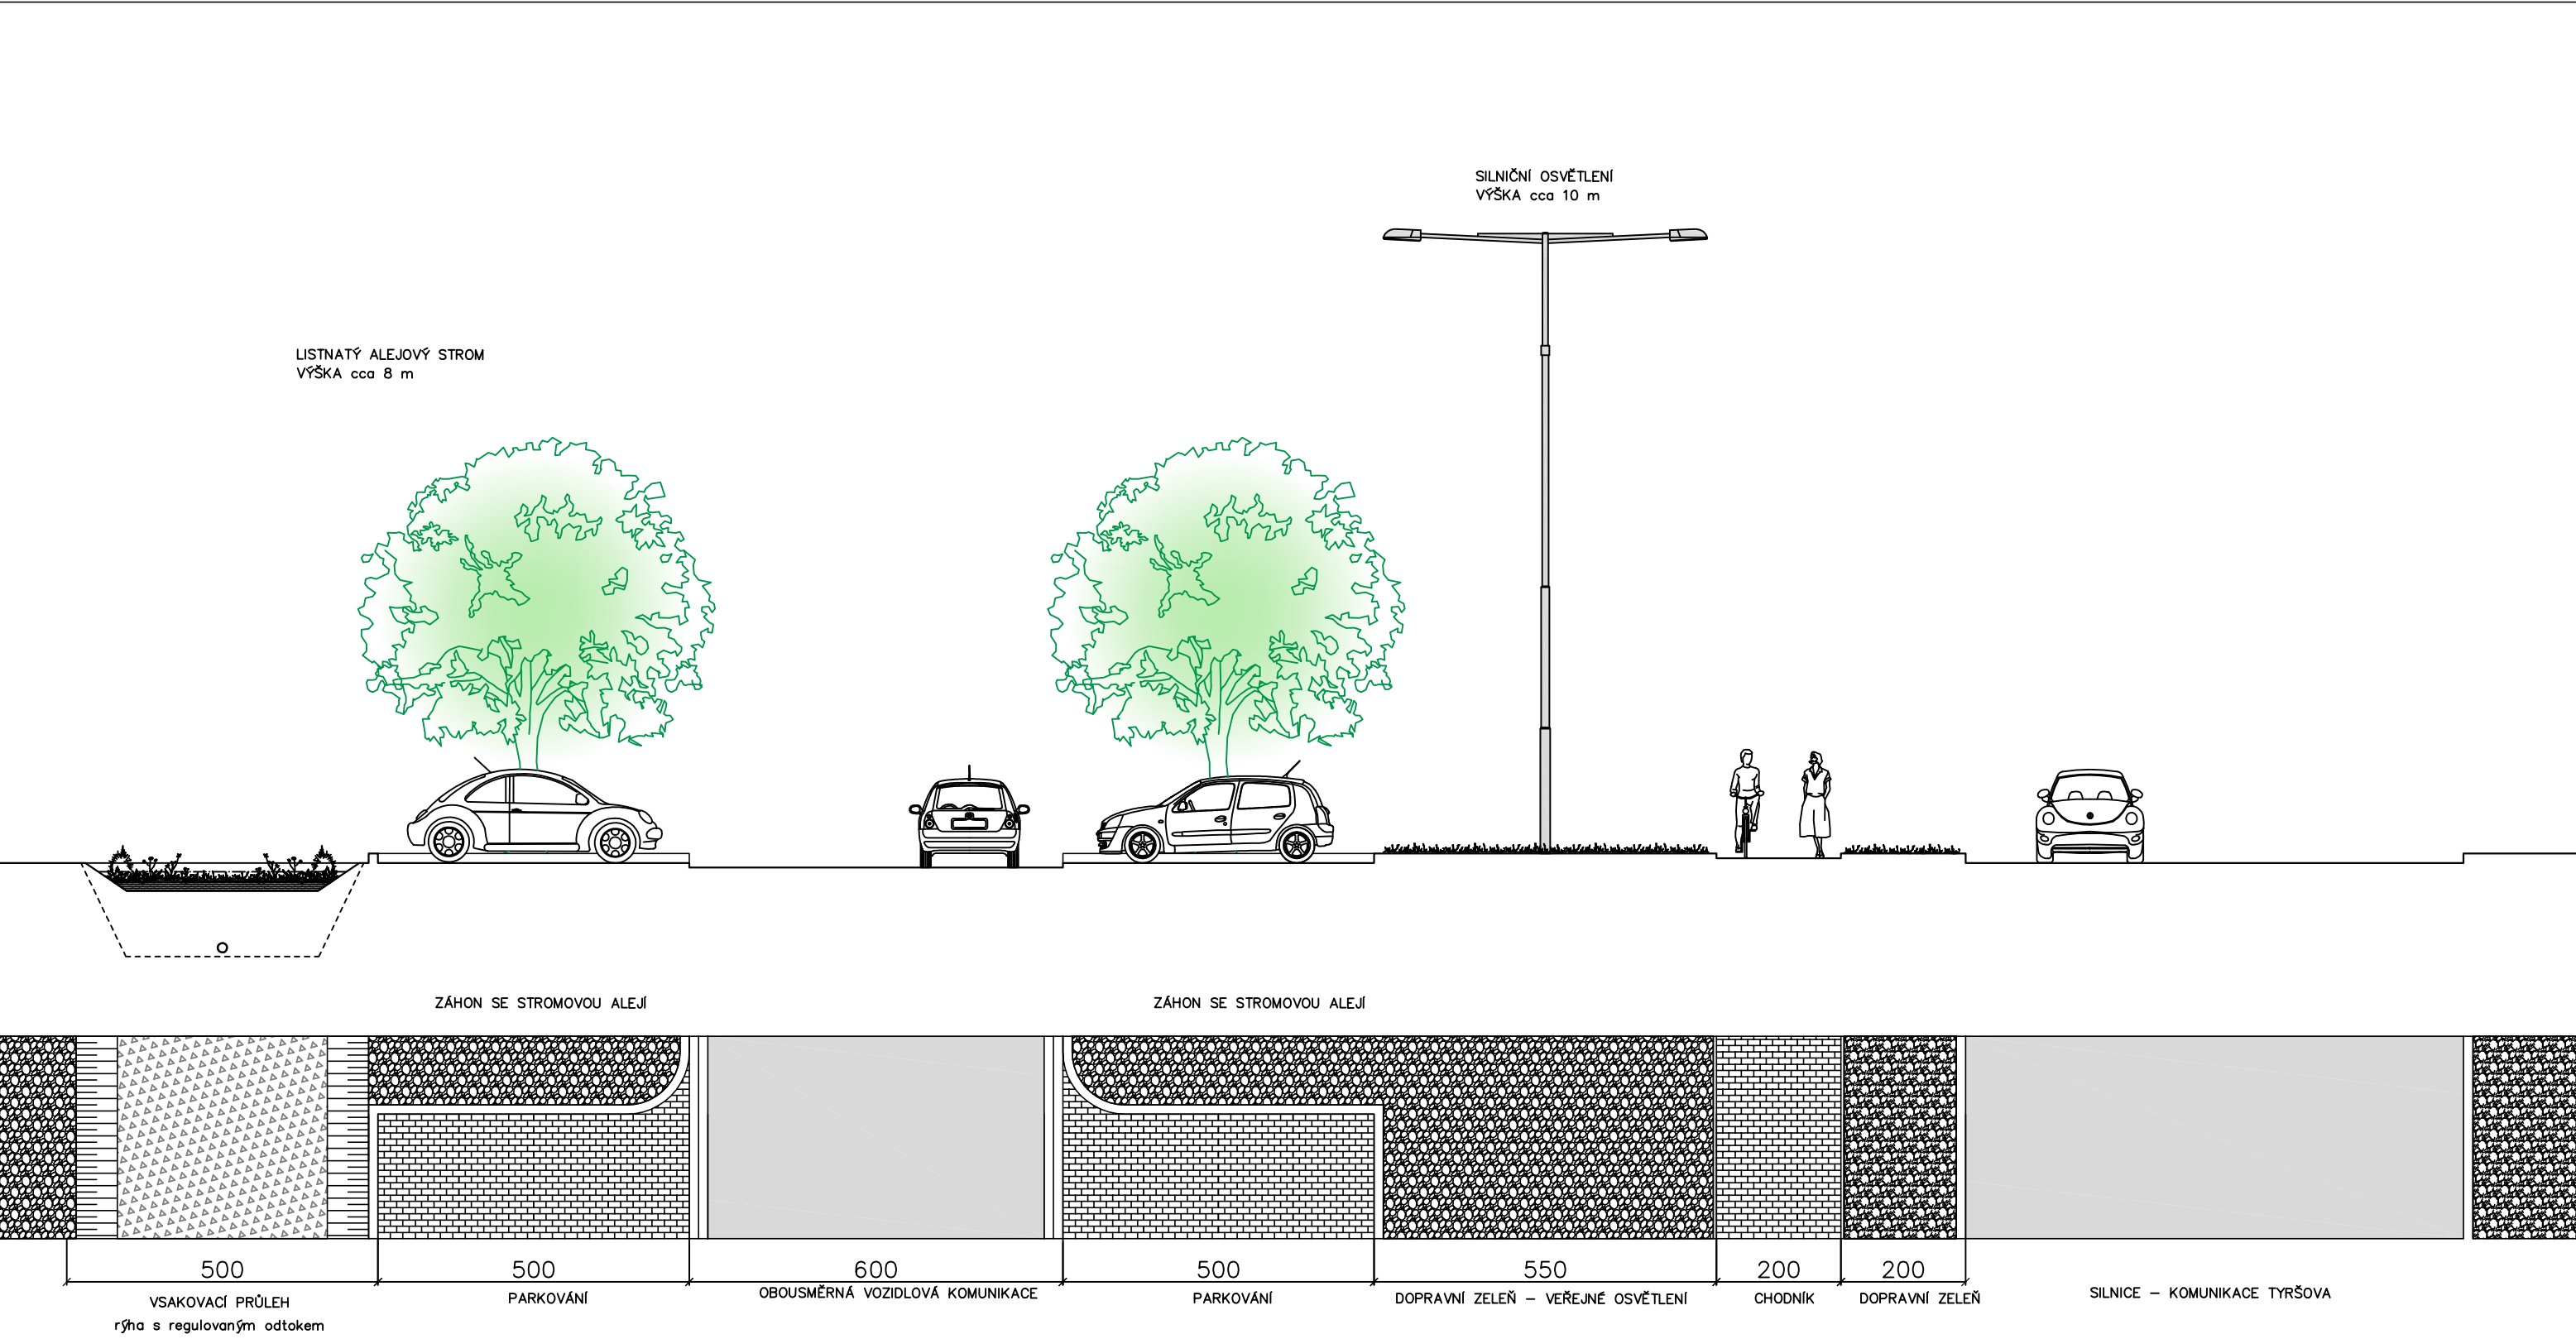 SILNIČNÍ OSVĚTLENÍ
VÝŠKA cca 10 m
LISTNATÝ ALEJOVÝ STROM
VÝŠKA cca 8 m
ZÁHON SE STROMOVOU ALEJÍ
ZÁHON SE STROMOVOU ALEJÍ
500
500
600
500
550
200
200
VSAKOVACÍ PRŮLEH
rýha s regulovaným odtokem
PARKOVÁNÍ
OBOUSMĚRNÁ VOZIDLOVÁ KOMUNIKACE
PARKOVÁNÍ
DOPRAVNÍ ZELEŇ – VEŘEJNÉ OSVĚTLENÍ
CHODNÍK
DOPRAVNÍ ZELEŇ
SILNICE – KOMUNIKACE TYRŠOVA